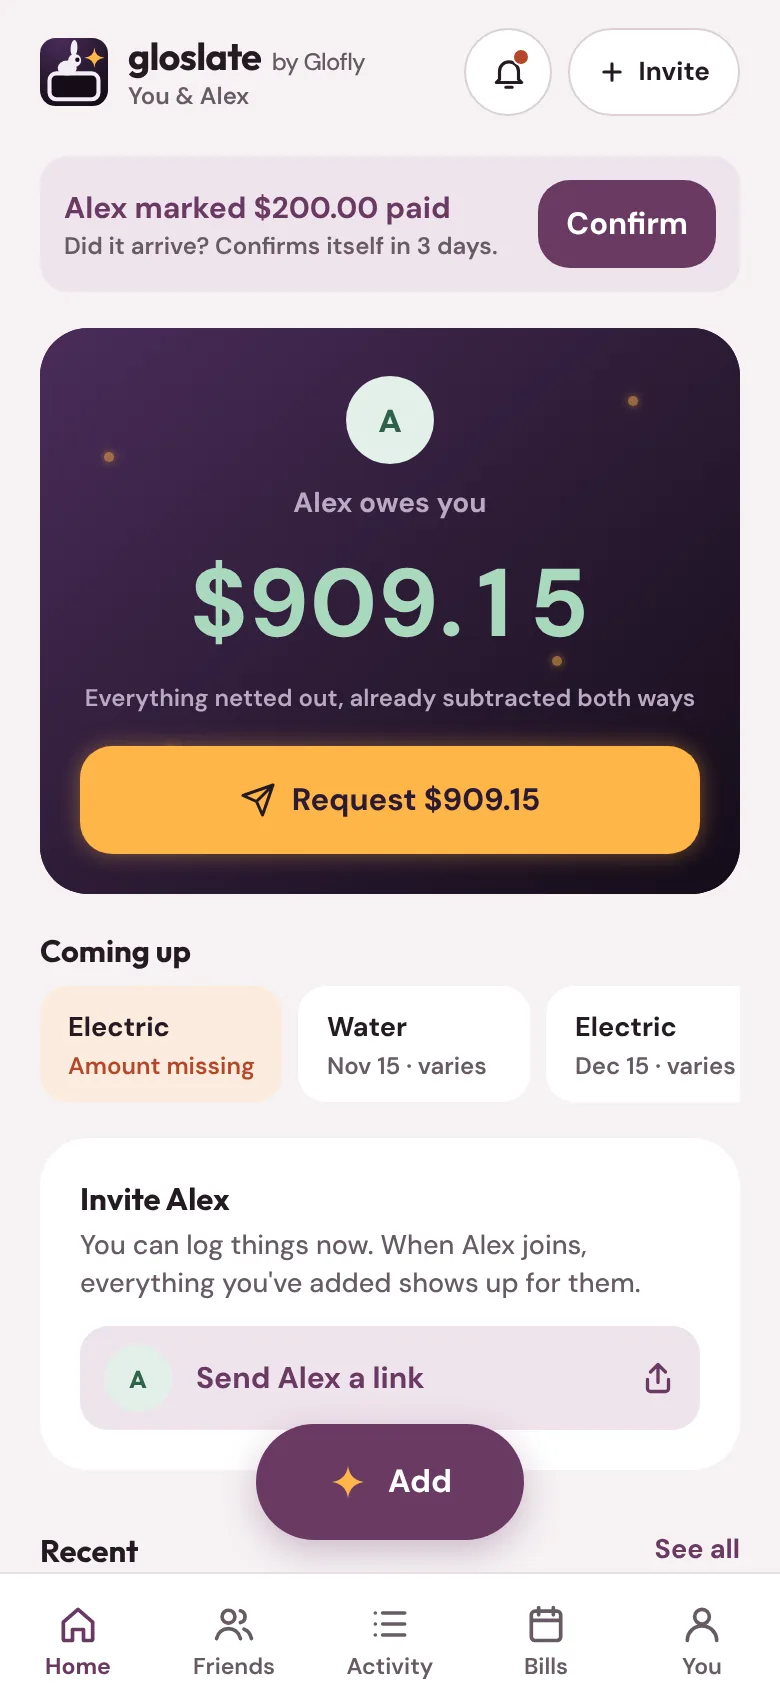 gloslate by Glofly
You & Alex
Invite
Alex marked $200.00 paid
Did it arrive? Confirms itself in 3 days.
Confirm
A
Alex owes you
$909.15
Everything netted out, already subtracted both ways
Request $909.15
Coming up
Electric
Amount missing
Water
Nov 15 · varies
Electric
Dec 15 · varies
Invite Alex
You can log things now. When Alex joins,
everything you've added shows up for them.
A
Send Alex a link
Add
Recent
See all
Home
Friends
Activity
Bills
You